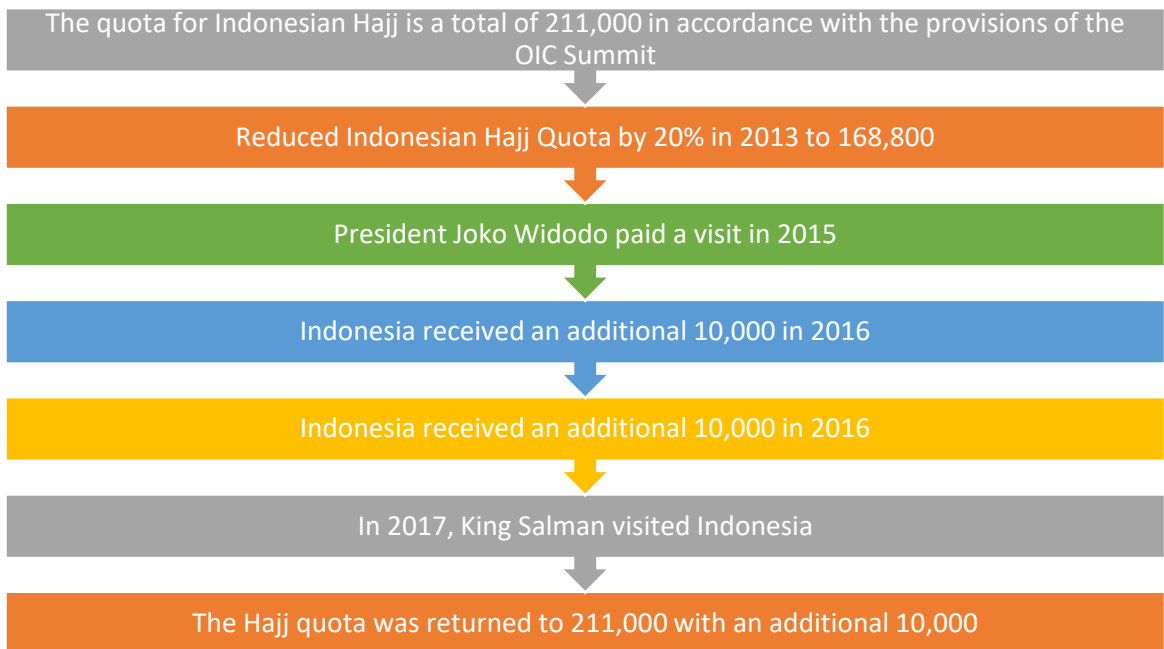 The quota for Indonesian Hajj is a total of 211,000 in accordance with the provisions of the
OIC Summit
Reduced Indonesian Hajj Quota by 20% in 2013 to 168,800
President Joko Widodo paid a visit in 2015
Indonesia received an additional 10,000 in 2016
Indonesia received an additional 10,000 in 2016
In 2017, King Salman visited Indonesia
The Hajj quota was returned to 211,000 with an additional 10,000